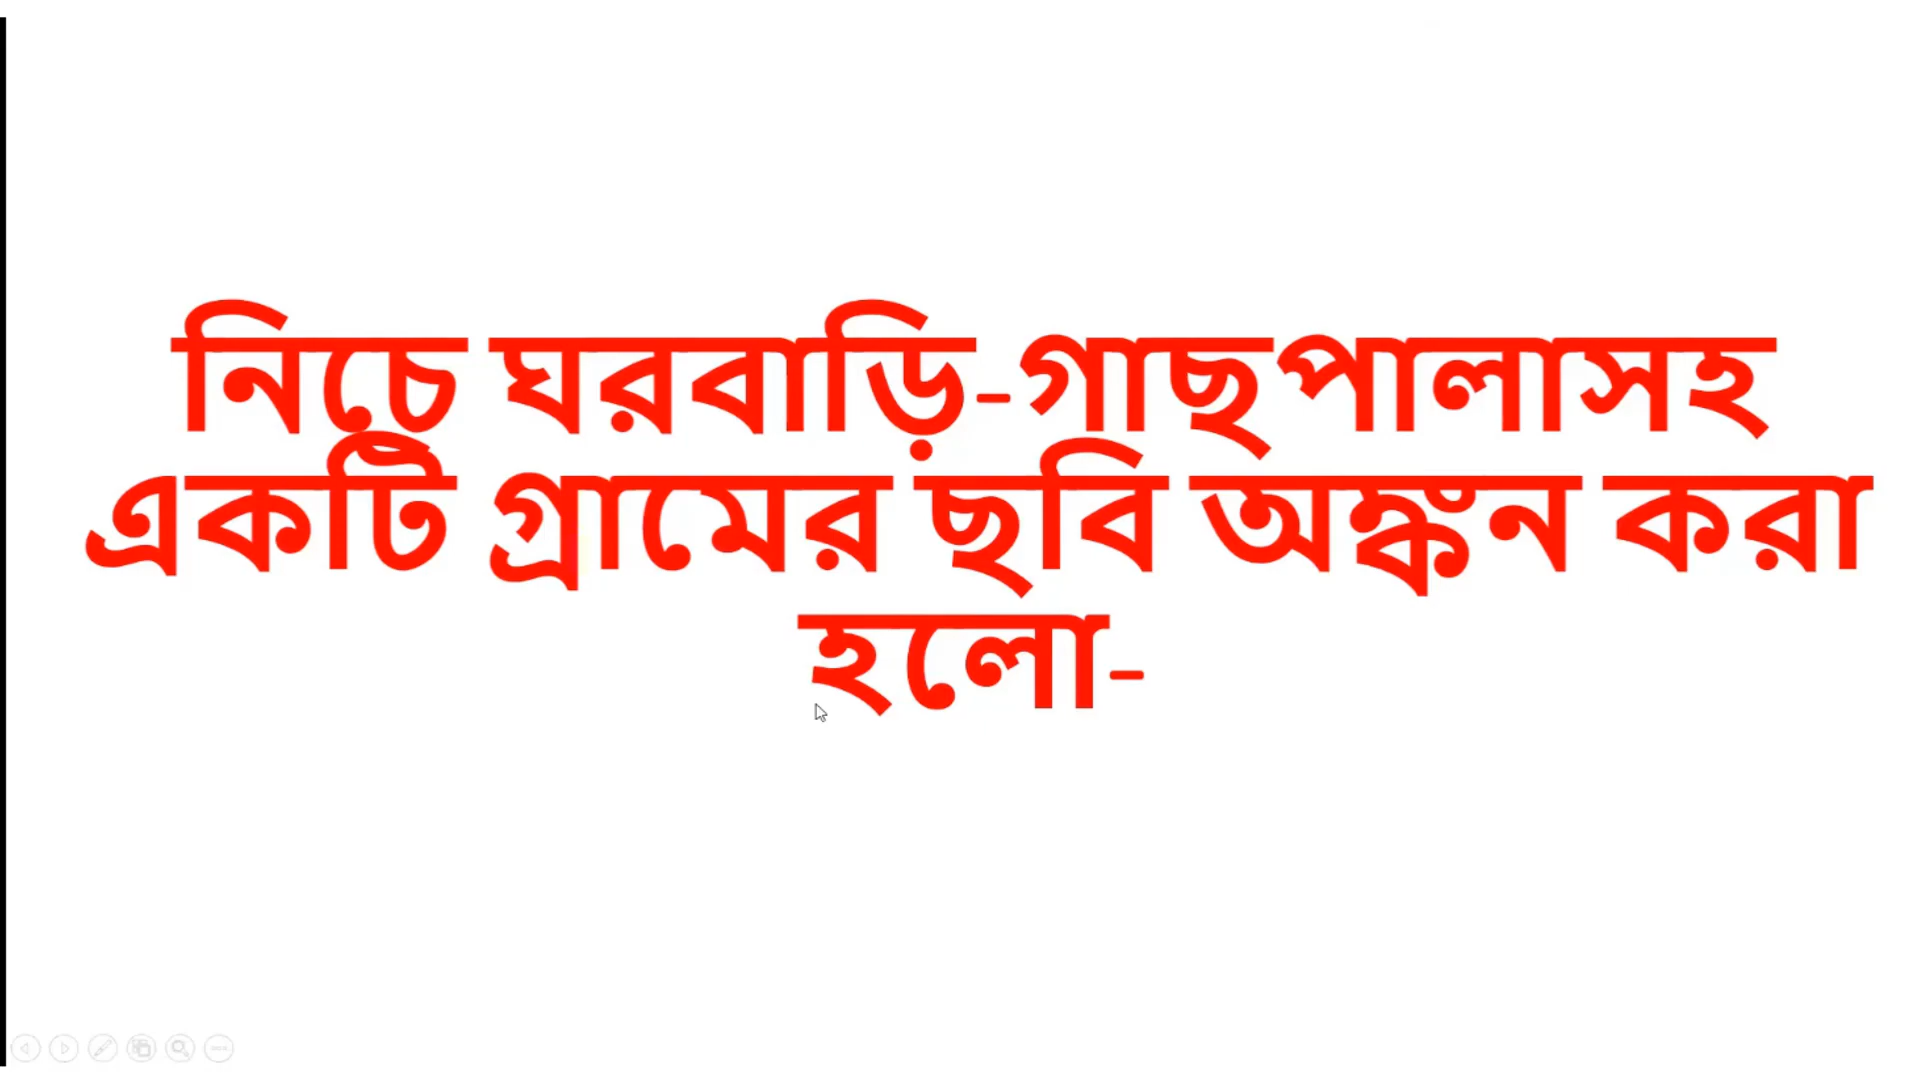 নিচে ঘরবাড়ি-গাছপালাসহ
একটি গ্রামের ছবি অঙ্কন করা
হলো-